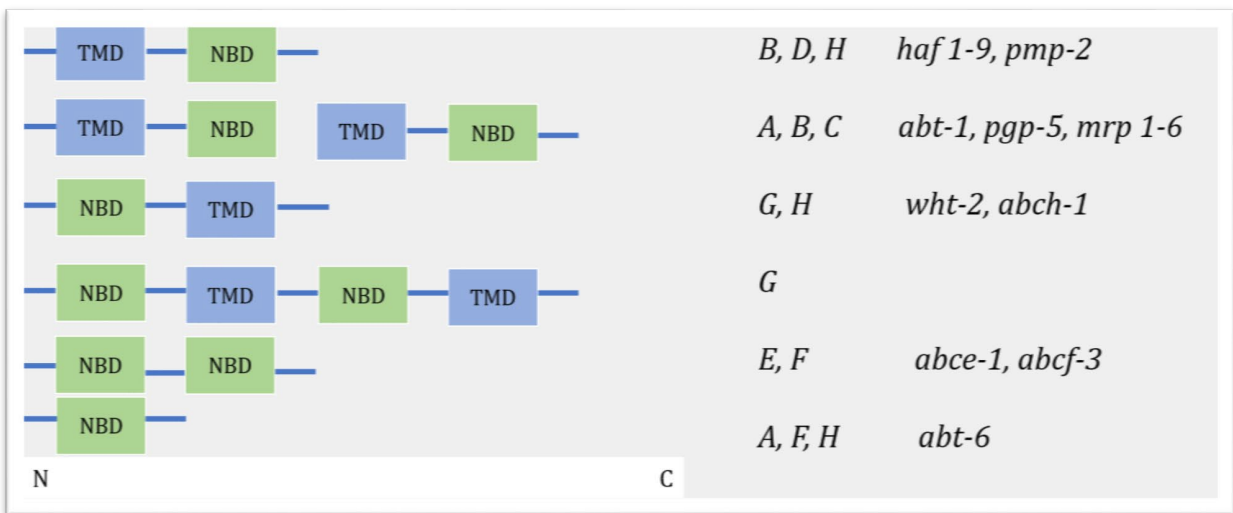 TMD NBD B, D, H haf 1-9, pmp-2
TMD NBD TMD NBD A, B, C abt-1, pgp-5, mrp 1-6
NBD TMD G, H wht-2, abch-1
NBD TMD NBD TMD G
NBD NBD E, F abce-1, abcf-3
NBD A, F, H abt-6
N C